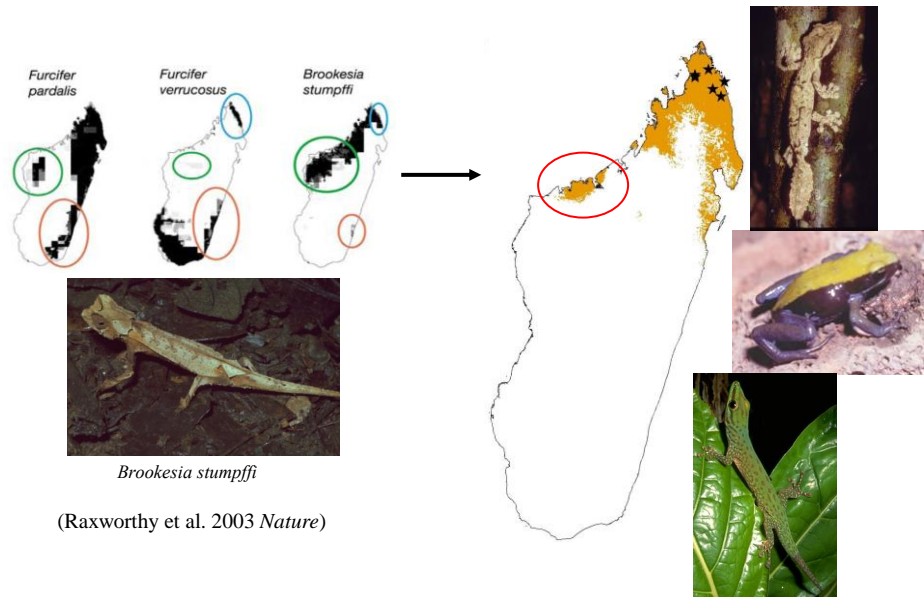 Furcifer
pardalis
Furcifer
verrucosus
Brookesia
stumpffi
Brookesia stumpffi
(Raxworthy et al. 2003 Nature)